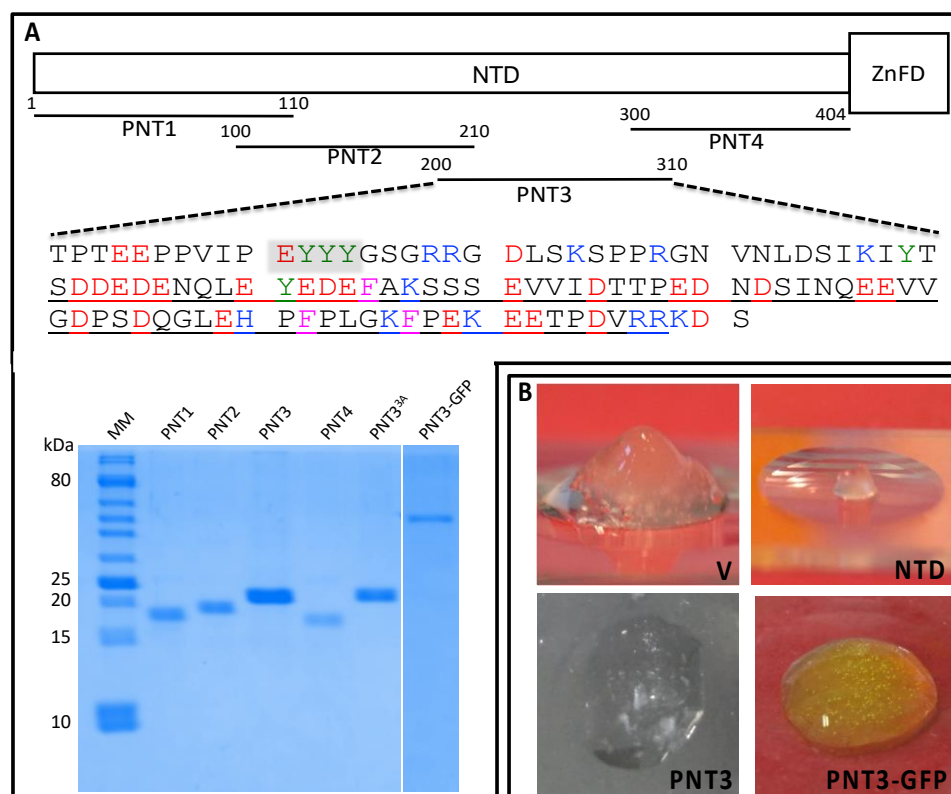 A
NTD
ZnFD
1
110
PNT1
100
210
PNT2
300
404
PNT4
200
310
PNT3
TPTEEPPVIP EYYYGSGRRG DLSKSPPRGN VNLDSIKIYT
SDDEDENQLE YEDEFAKSSS EVVIDTTPED NDSINQEEVV
GDPSDQGLEH PFPLGKFPEK EETPDVRRKD S
MM PNT1 PNT2 PNT3 PNT4 PNT3³ᴬ PNT3-GFP
kDa
80
25
20
15
10
B
V
NTD
PNT3
PNT3-GFP